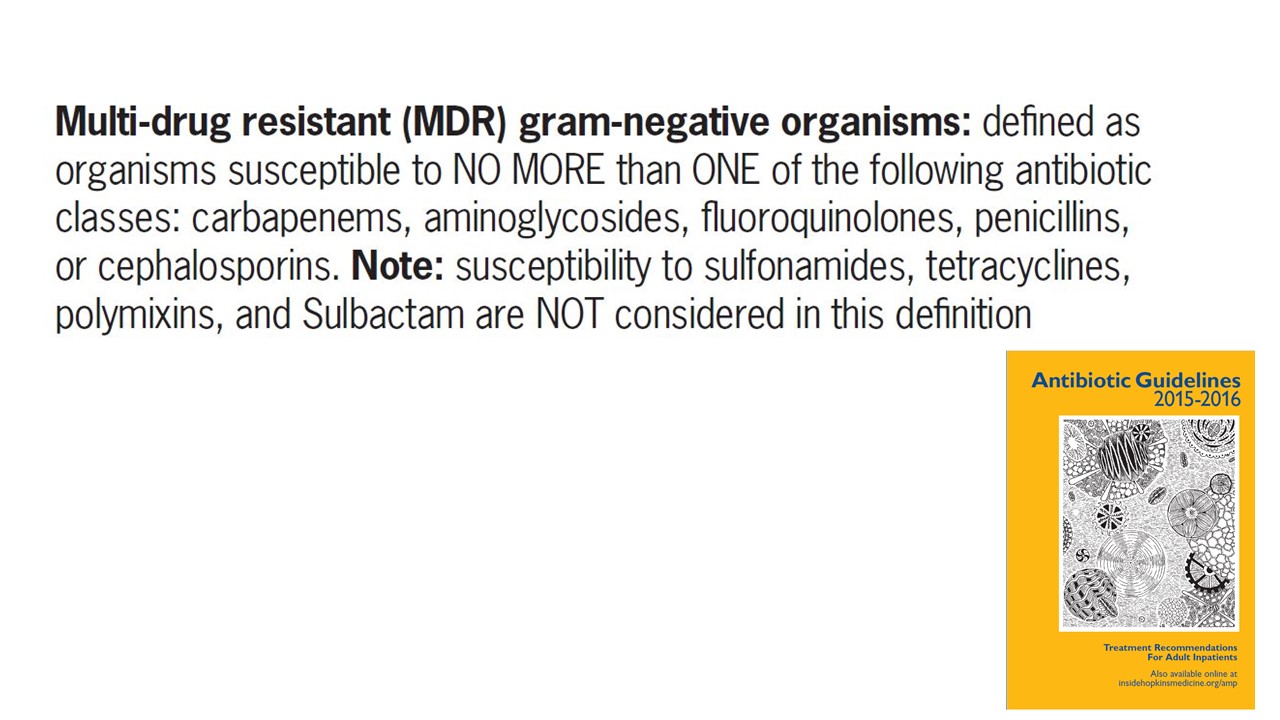 Multi-drug resistant (MDR) gram-negative organisms: defined as
organisms susceptible to NO MORE than ONE of the following antibiotic
classes: carbapenems, aminoglycosides, fluoroquinolones, penicillins,
or cephalosporins. Note: susceptibility to sulfonamides, tetracyclines,
polymixins, and Sulbactam are NOT considered in this definition
Antibiotic Guidelines
2015-2016
Treatment Recommendations
For Adult Inpatients
Also available online at
insidehopkinsmedicine.org/amp